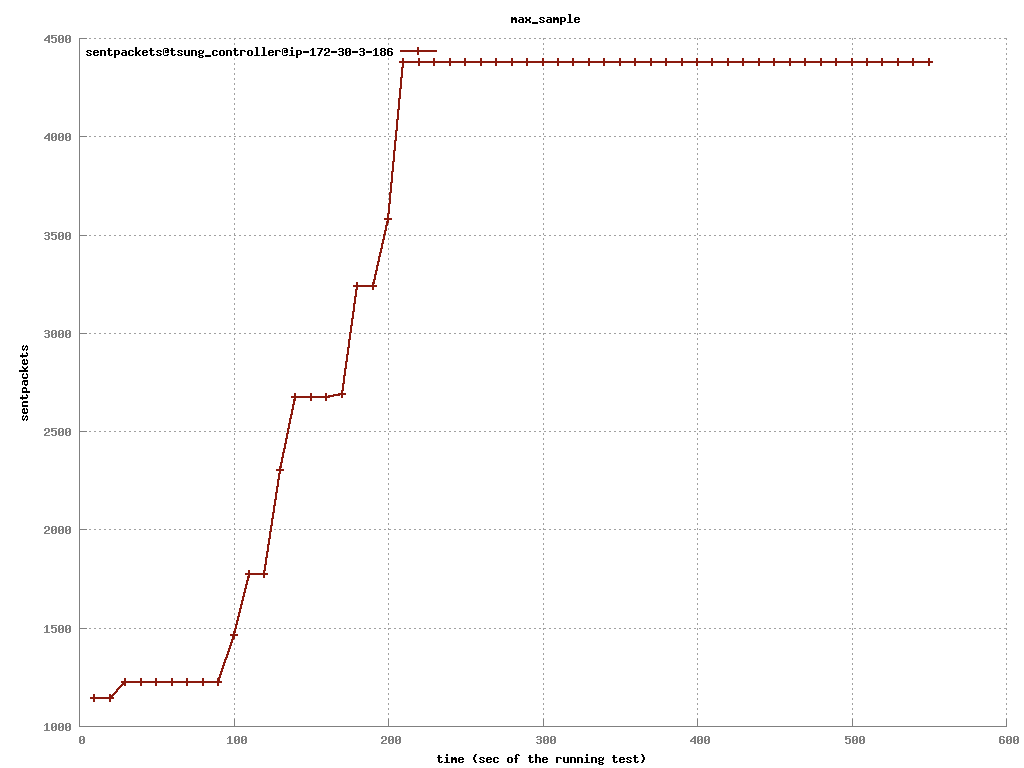 max_sample
sentpackets@tsung_controller@ip-172-30-3-186
4500
4000
3500
3000
2500
2000
1500
1000
sentpackets
0 100 200 300 400 500 600
time (sec of the running test)